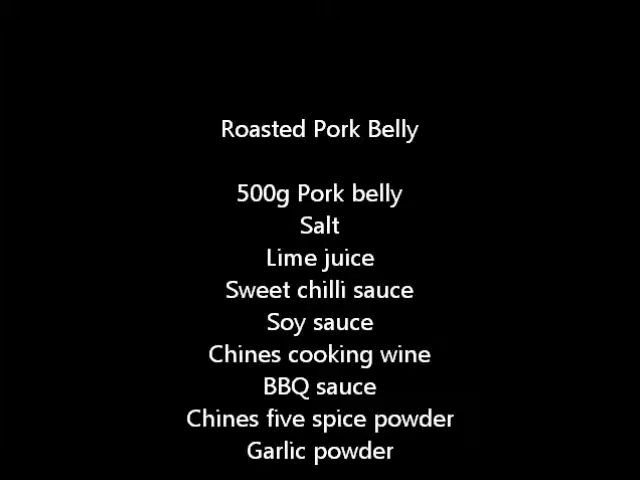 Roasted Pork Belly
500g Pork belly
Salt
Lime juice
Sweet chilli sauce
Soy sauce
Chines cooking wine
BBQ sauce
Chines five spice powder
Garlic powder